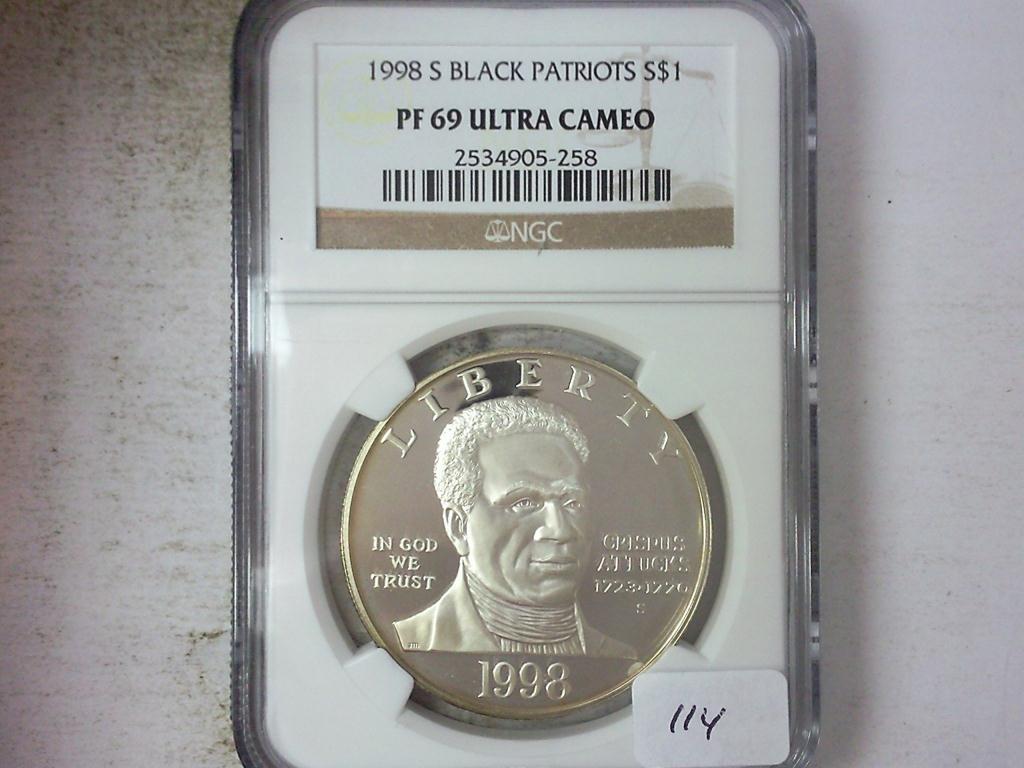 1998 S BLACK PATRIOTS S$1
PF 69 ULTRA CAMEO
2534905-258
NGC
LIBERTY
IN GOD
WE
TRUST
CRISPUS
ATTUCKS
1723·1770
S
1998
114